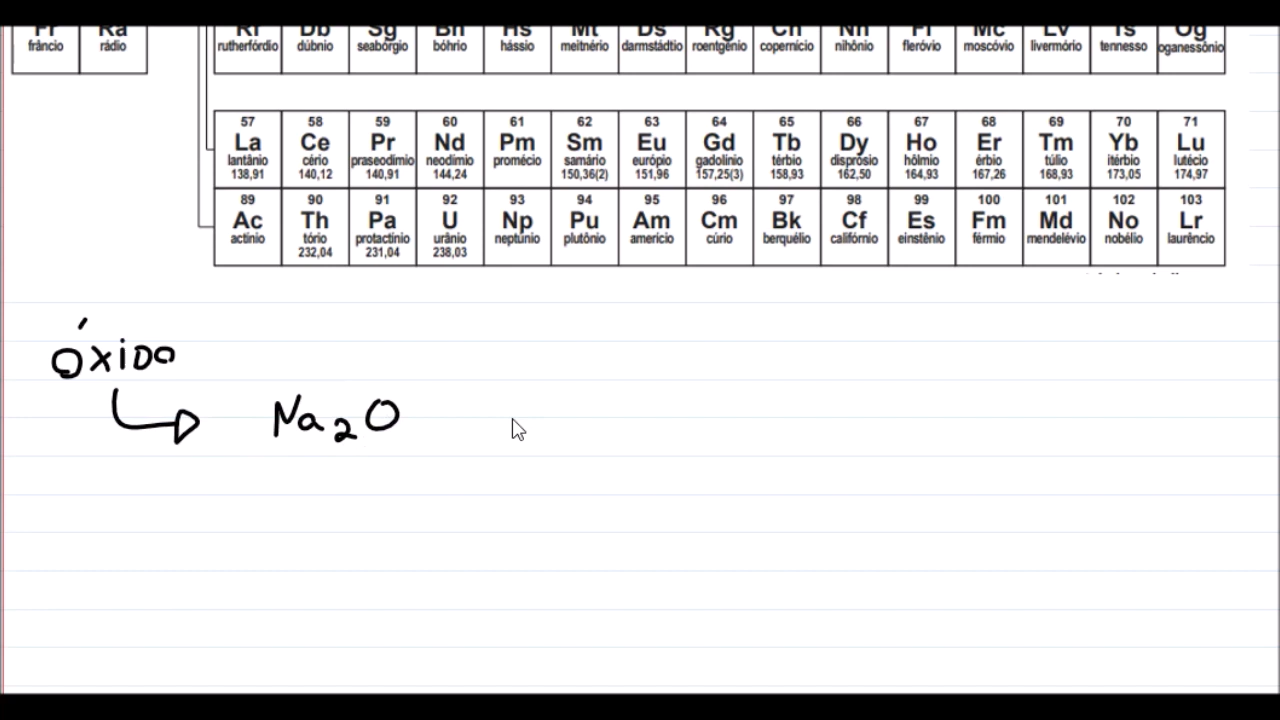 Fr Ra Rf Db Sg Bh Hs Mt Ds Rg Cn Nh Fl Mc Lv Ts Og
frâncio rádio rutherfórdio dúbnio seabórgio bóhrio hássio meitnério darmstádtio roentgênio copernício nihônio fleróvio moscóvio livermório tennesso oganessônio
57 58 59 60 61 62 63 64 65 66 67 68 69 70 71
La Ce Pr Nd Pm Sm Eu Gd Tb Dy Ho Er Tm Yb Lu
lantânio cério praseodímio neodímio promécio samário európio gadolínio térbio disprósio hólmio érbio túlio itérbio lutécio
138,91 140,12 140,91 144,24 150,36(2) 151,96 157,25(3) 158,93 162,50 164,93 167,26 168,93 173,05 174,97
89 90 91 92 93 94 95 96 97 98 99 100 101 102 103
Ac Th Pa U Np Pu Am Cm Bk Cf Es Fm Md No Lr
actínio tório protactínio urânio neptúnio plutônio amerício cúrio berquélio califórnio einstênio férmio mendelévio nobélio laurêncio
232,04 231,04 238,03
ÓXiDO
Na₂O